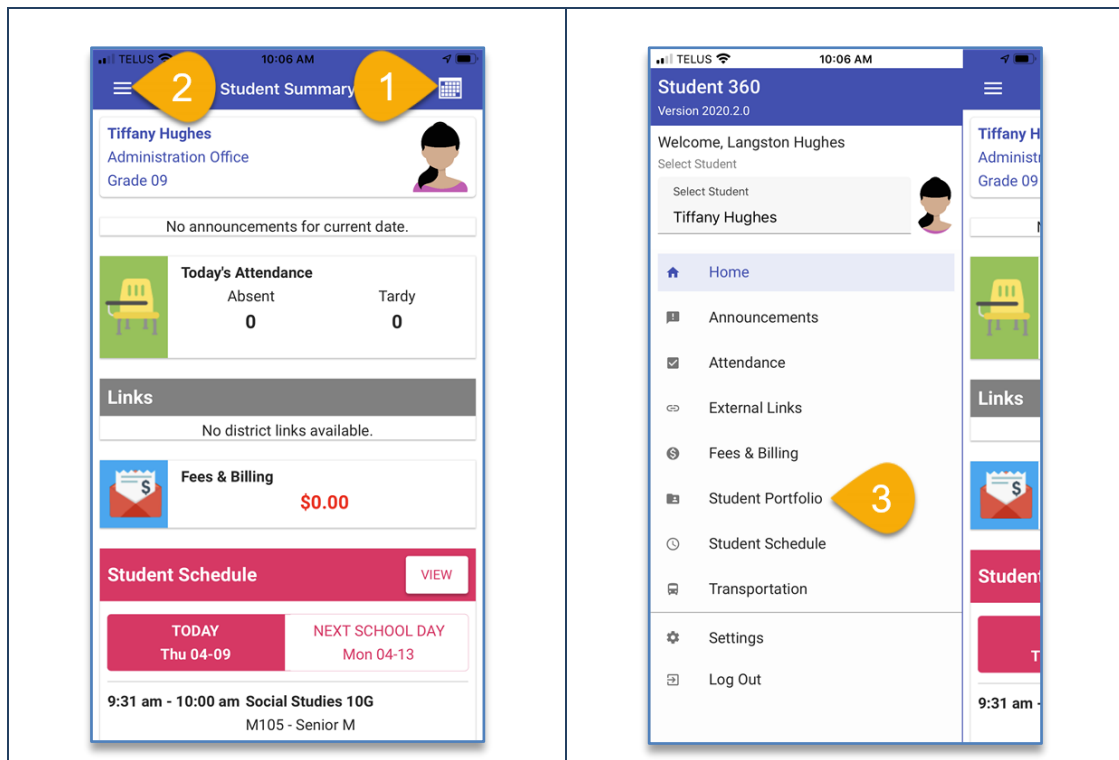 TELUS 10:06 AM
2 Student Summary 1
Tiffany Hughes
Administration Office
Grade 09
No announcements for current date.
Today's Attendance
Absent Tardy
0 0
Links
No district links available.
$ Fees & Billing
$0.00
Student Schedule VIEW
TODAY NEXT SCHOOL DAY
Thu 04-09 Mon 04-13
9:31 am - 10:00 am Social Studies 10G
M105 - Senior M
TELUS 10:06 AM
Student 360
Version 2020.2.0
Welcome, Langston Hughes
Select Student
Select Student
Tiffany Hughes
Home
Announcements
Attendance
External Links
Fees & Billing
Student Portfolio 3
Student Schedule
Transportation
Settings
Log Out
Tiffany H
Administr
Grade 09
Links
$
Student
T
9:31 am -